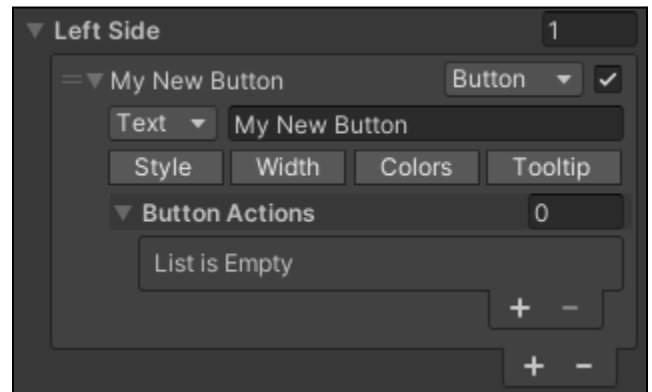 Left Side 1
My New Button Button
Text My New Button
Style Width Colors Tooltip
Button Actions 0
List is Empty
+ -
+ -